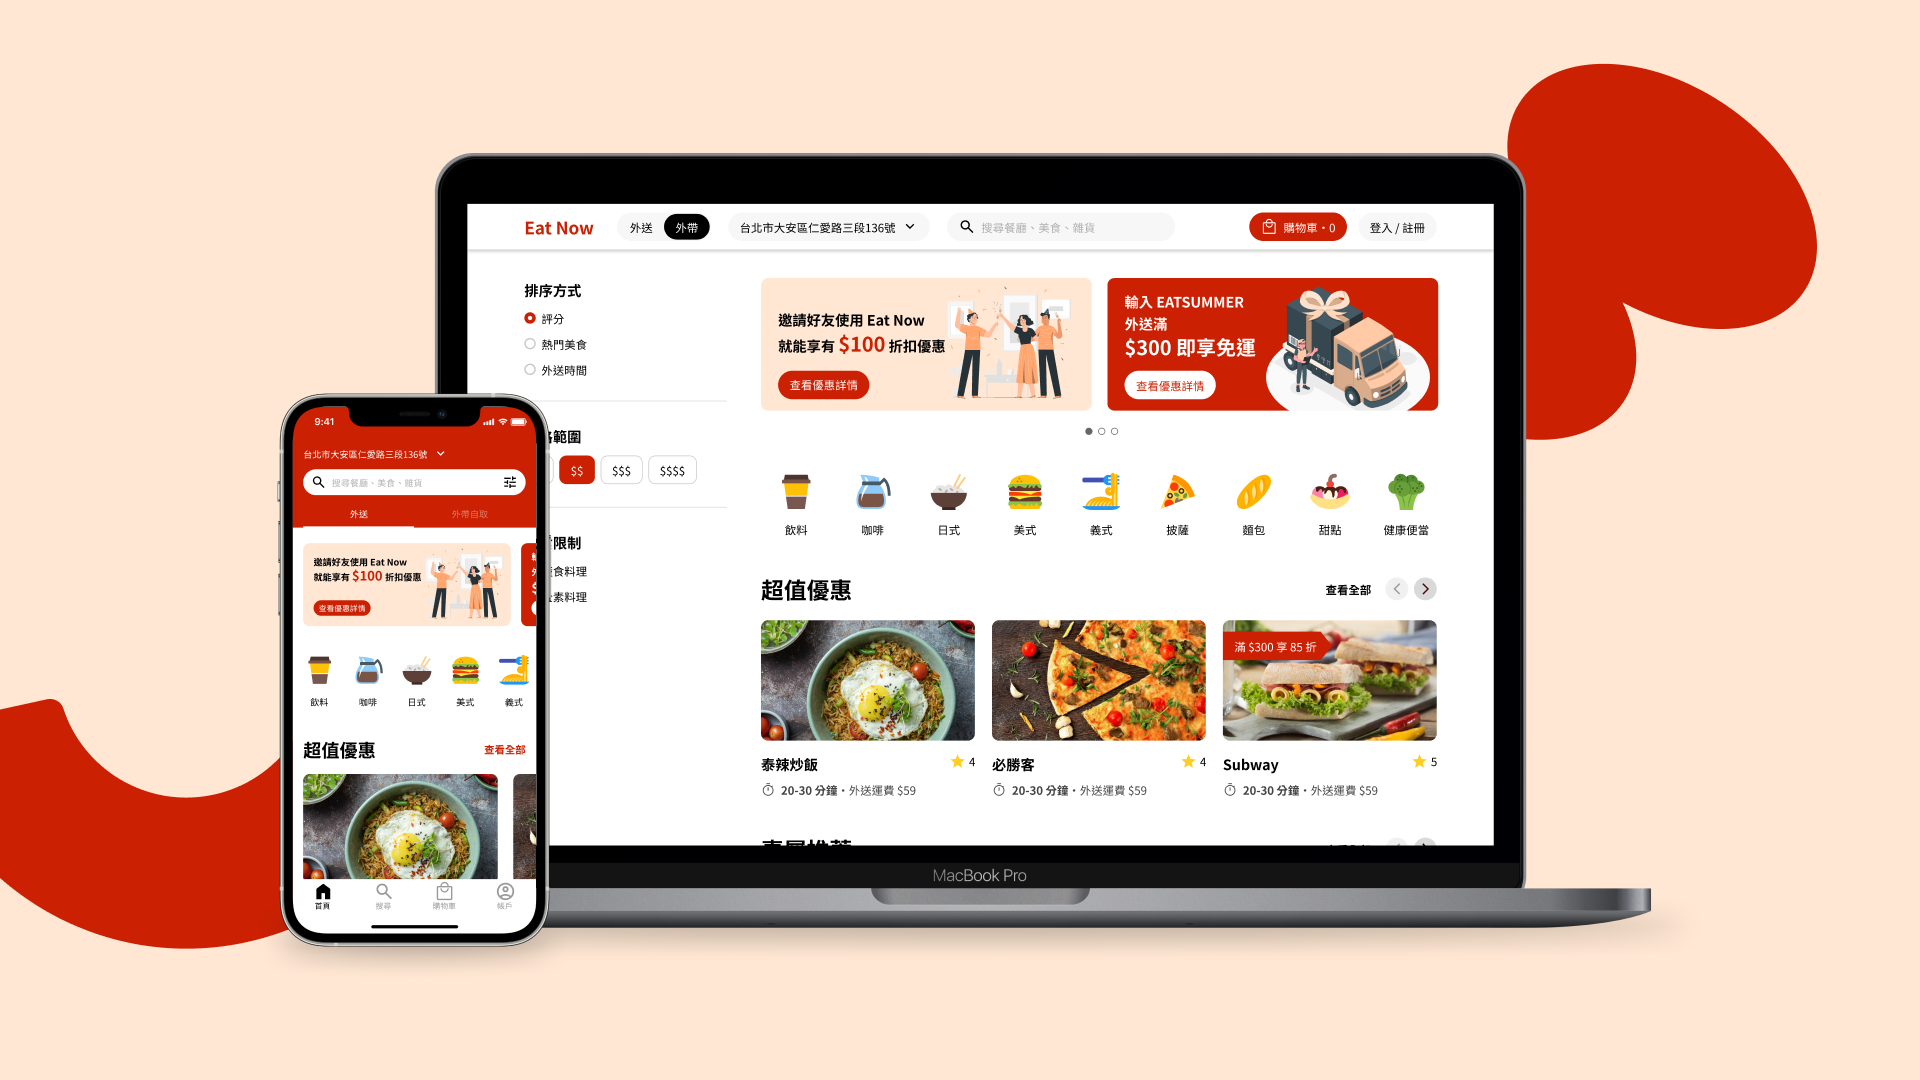 Eat Now
外送
外帶
台北市大安區仁愛路三段136號
搜尋餐廳、美食、雜貨
購物車・0
登入 / 註冊
排序方式
評分
熱門美食
外送時間
範圍
$$
$$$
$$$$
限制
食料理
素料理
邀請好友使用 Eat Now
就能享有 $100 折扣優惠
查看優惠詳情
輸入 EATSUMMER
外送滿
$300 即享免運
查看優惠詳情
飲料
咖啡
日式
美式
義式
披薩
麵包
甜點
健康便當
超值優惠
查看全部
滿 $300 享 85 折
泰辣炒飯
4
20-30 分鐘・外送運費 $59
必勝客
4
20-30 分鐘・外送運費 $59
Subway
5
20-30 分鐘・外送運費 $59
MacBook Pro
9:41
台北市大安區仁愛路三段136號
搜尋餐廳、美食、雜貨
外送
外帶自取
邀請好友使用 Eat Now
就能享有 $100 折扣優惠
查看優惠詳情
飲料
咖啡
日式
美式
義式
超值優惠
查看全部
首頁
搜尋
購物車
帳戶